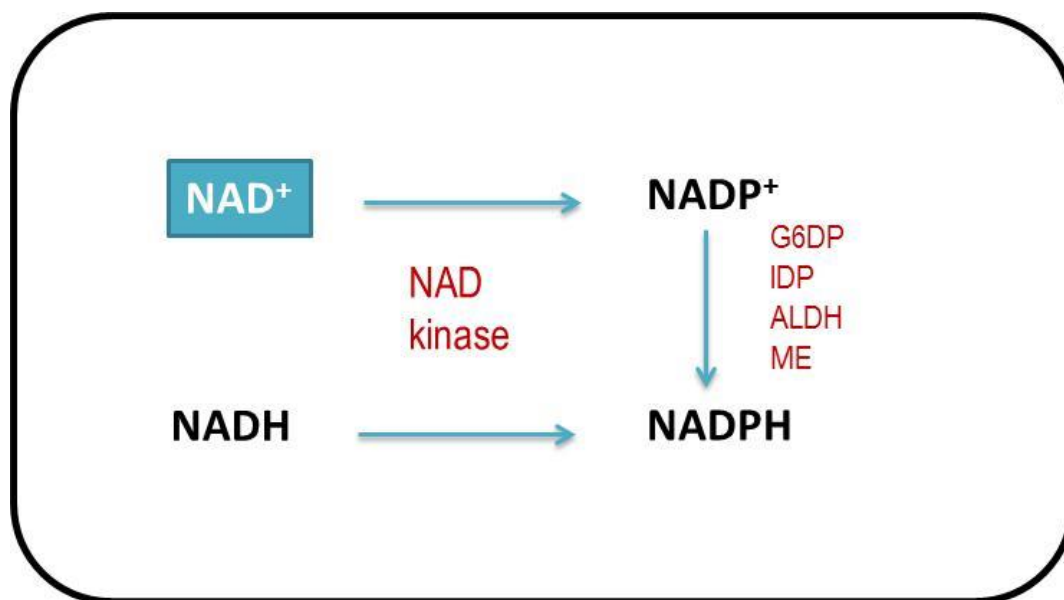 NAD⁺
NADP⁺
G6DP
IDP
ALDH
ME
NAD
kinase
NADH
NADPH